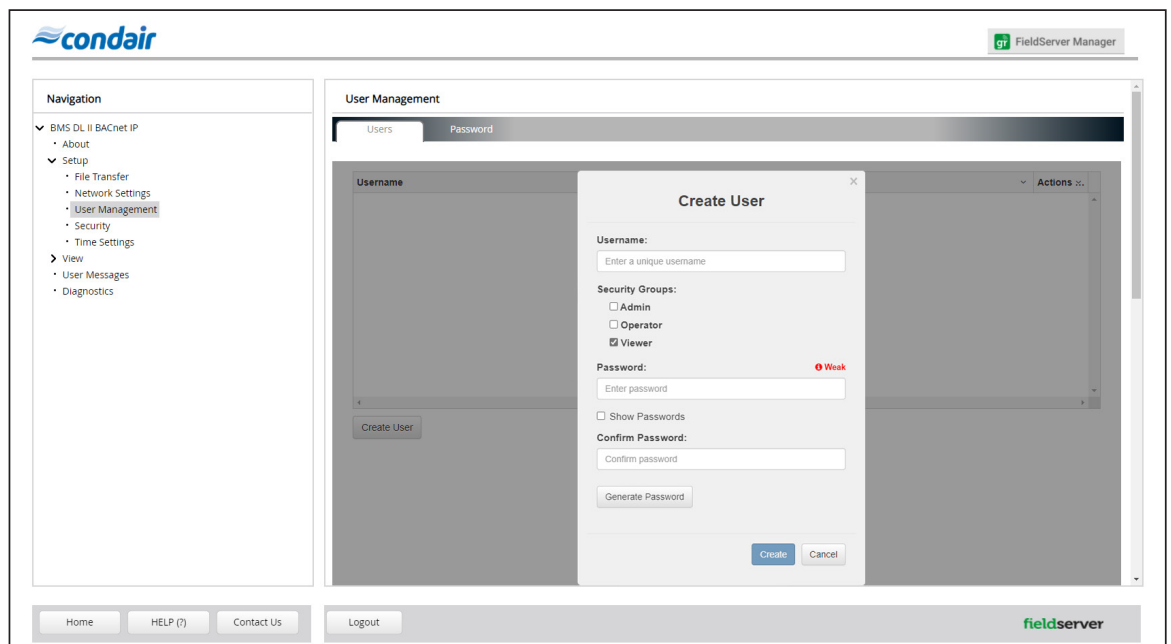 condair
gr FieldServer Manager
Navigation
BMS DL II BACnet IP
About
Setup
File Transfer
Network Settings
User Management
Security
Time Settings
View
User Messages
Diagnostics
User Management
Users Password
Username Actions
Create User
×
Create User
Username:
Enter a unique username
Security Groups:
Admin
Operator
Viewer
Password: Weak
Enter password
Show Passwords
Confirm Password:
Confirm password
Generate Password
Create Cancel
Home HELP (?) Contact Us Logout
fieldserver